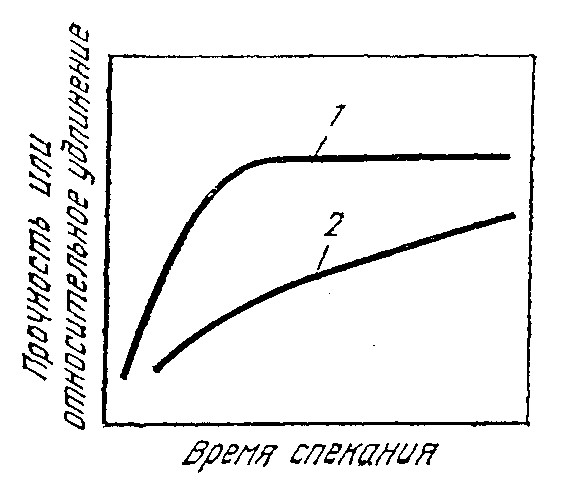 Прочность или
относительное удлинение
1
2
Время спекания